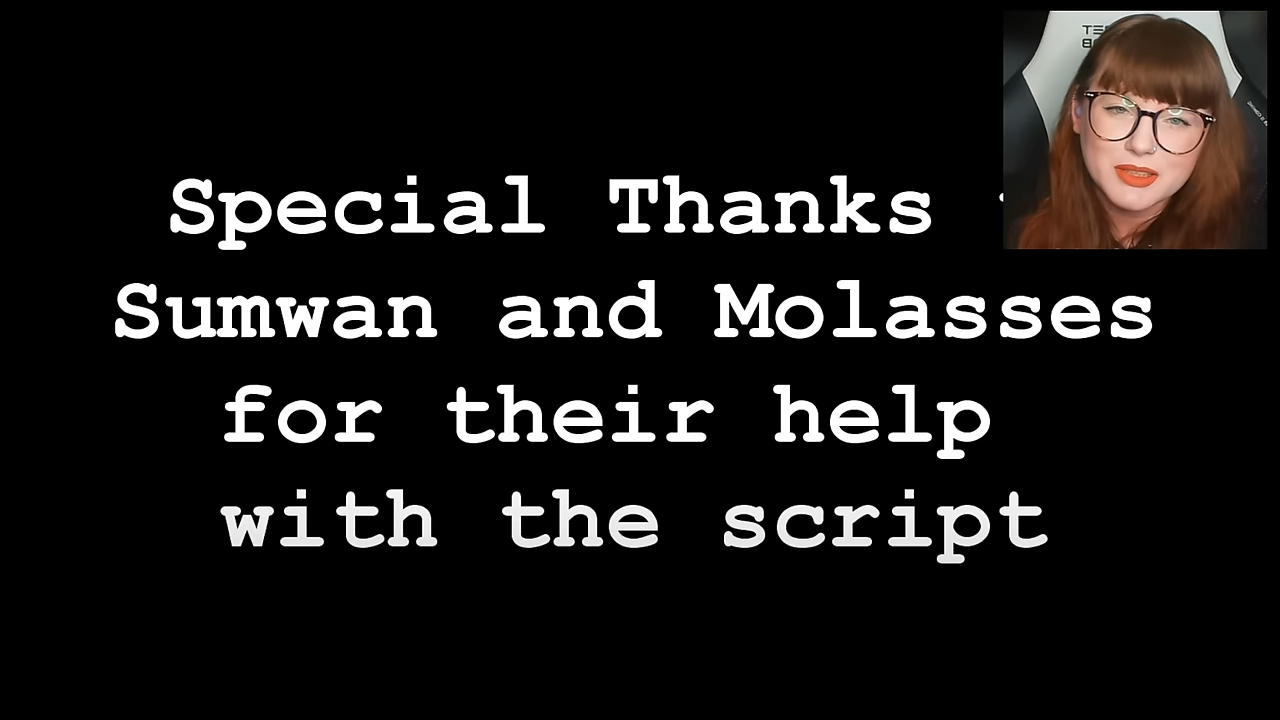 Special Thanks
Sumwan and Molasses
for their help
with the script